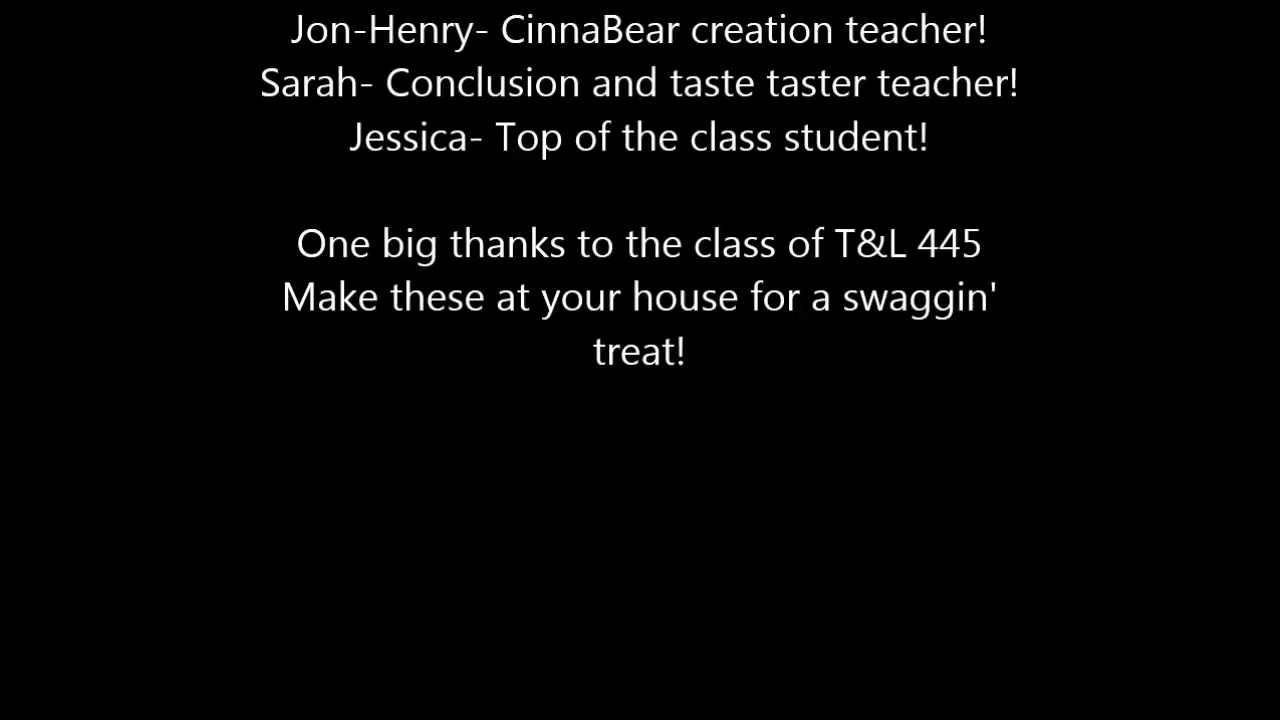 Jon-Henry- CinnaBear creation teacher!
Sarah- Conclusion and taste taster teacher!
Jessica- Top of the class student!
One big thanks to the class of T&L 445
Make these at your house for a swaggin'
treat!